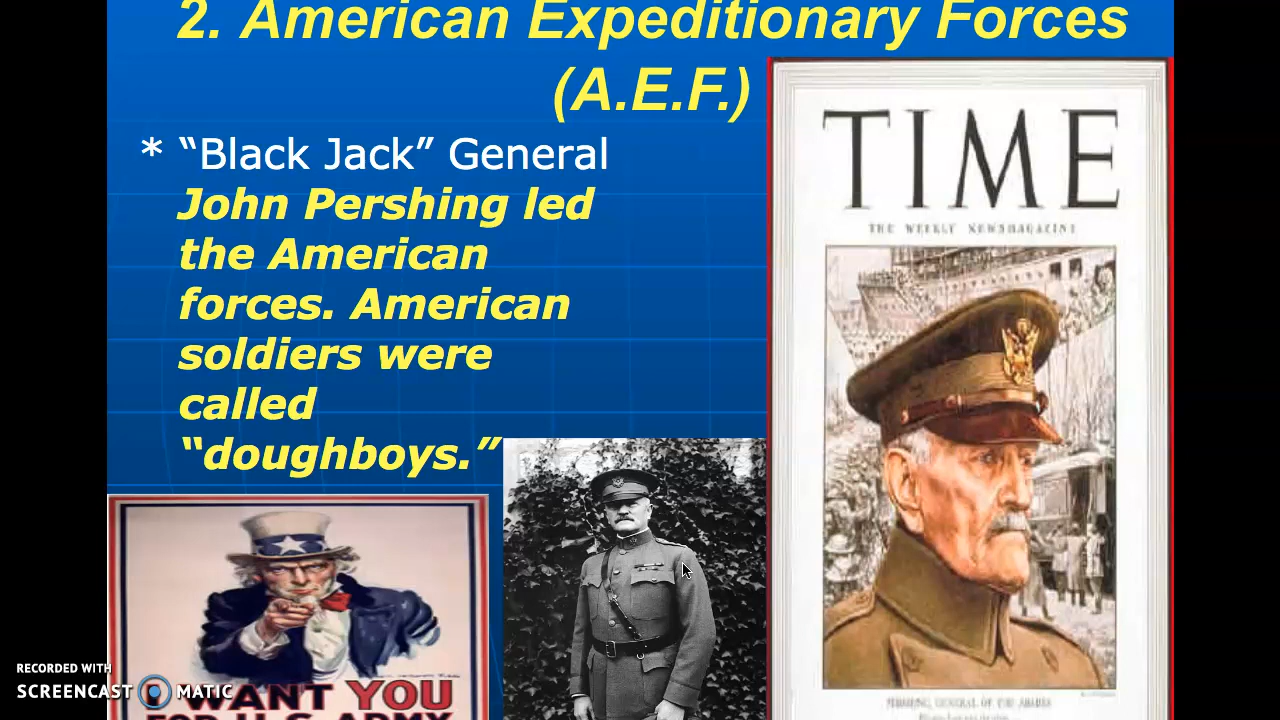 2. American Expeditionary Forces
(A.E.F.)
* “Black Jack” General
John Pershing led
the American
forces. American
soldiers were
called
“doughboys.”
TIME
THE WEEKLY NEWSMAGAZINE
PERSHING, GENERAL OF THE ARMIES
WANT YOU
FOR U.S. ARMY
RECORDED WITH
SCREENCAST MATIC